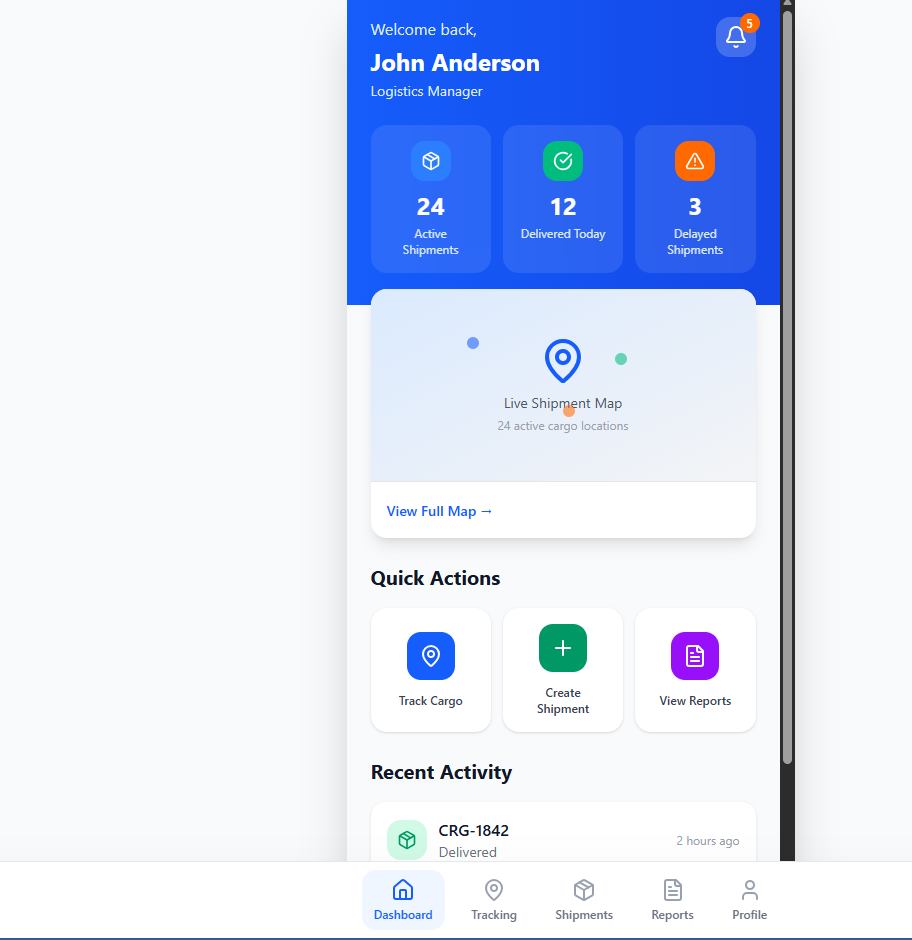 Welcome back,
5
John Anderson
Logistics Manager
24
Active
Shipments
12
Delivered Today
3
Delayed
Shipments
Live Shipment Map
24 active cargo locations
View Full Map →
Quick Actions
Track Cargo
Create
Shipment
View Reports
Recent Activity
CRG-1842
Delivered
2 hours ago
Dashboard
Tracking
Shipments
Reports
Profile